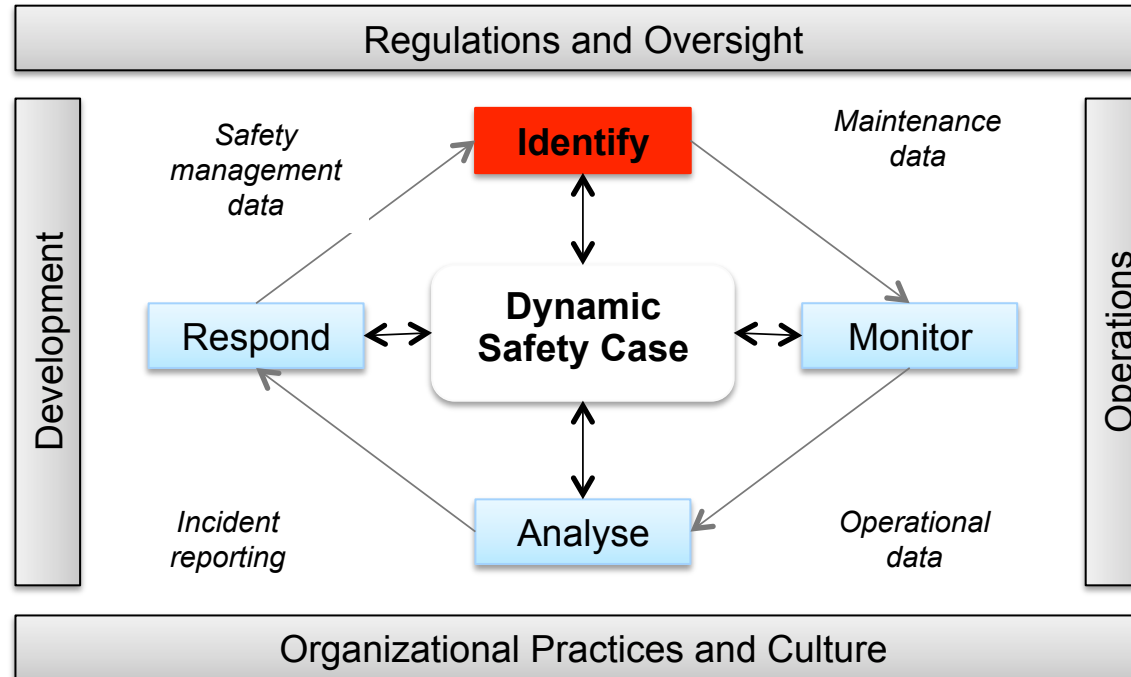 Regulations and Oversight
Safety
management
data
Identify
Maintenance
data
Development
Respond
Dynamic
Safety Case
Monitor
Operations
Incident
reporting
Analyse
Operational
data
Organizational Practices and Culture